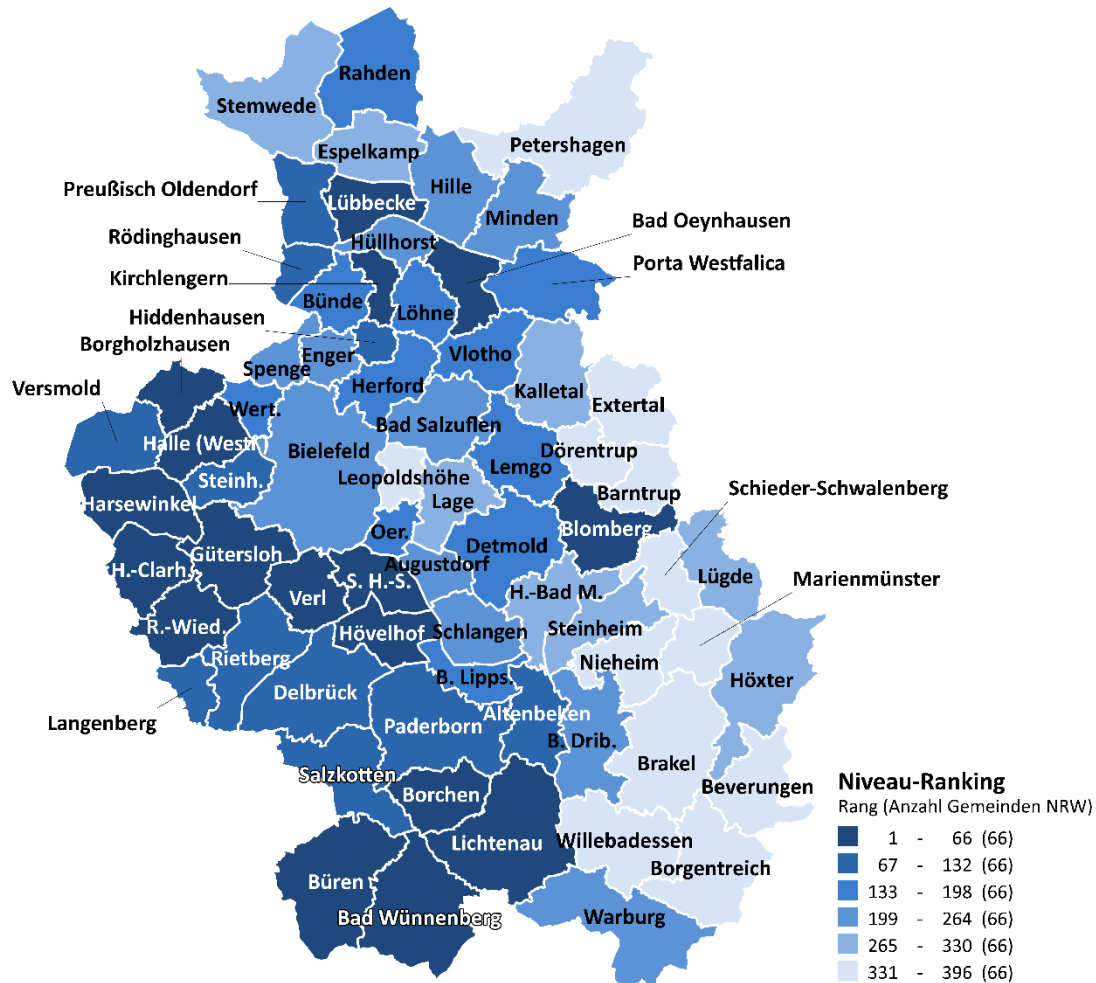 Rahden
Stemwede
Espelkamp
Petershagen
Preußisch Oldendorf
Hille
Lübbecke
Minden
Bad Oeynhausen
Rödinghausen
Hüllhorst
Porta Westfalica
Kirchlengern
Bünde
Löhne
Hiddenhausen
Borgholzhausen
Enger
Vlotho
Spenge
Versmold
Herford
Kalletal
Extertal
Wert.
Bad Salzuflen
Halle (Westf.)
Bielefeld
Dörentrup
Lemgo
Leopoldshöhe
Steinh.
Schieder-Schwalenberg
Barntrup
Lage
Harsewinkel
Blomberg
Oer.
Detmold
Gütersloh
Augustdorf
H.-Clarh.
S. H.-S.
Lügde
Marienmünster
Verl
H.-Bad M.
R.-Wied.
Hövelhof
Schlangen
Steinheim
Rietberg
Nieheim
B. Lipps.
Höxter
Delbrück
Langenberg
Altenbeken
Paderborn
B. Drib.
Brakel
Salzkotten
Beverungen
Borchen
Lichtenau
Willebadessen
Borgentreich
Büren
Bad Wünnenberg
Warburg
Niveau-Ranking
Rang (Anzahl Gemeinden NRW)
1 - 66 (66)
67 - 132 (66)
133 - 198 (66)
199 - 264 (66)
265 - 330 (66)
331 - 396 (66)